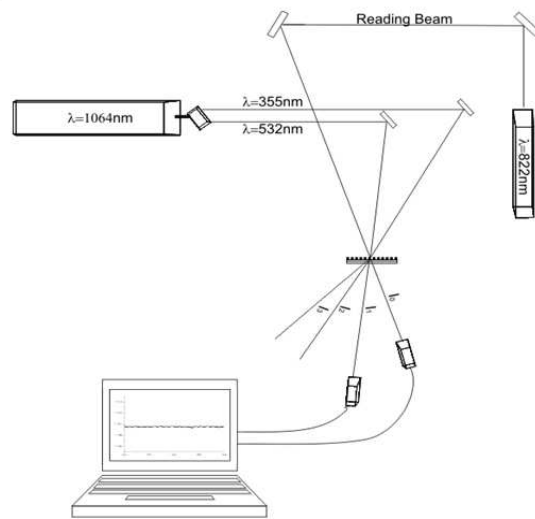 Reading Beam
λ=1064nm
λ=355nm
λ=532nm
λ=822nm
I₃
I₂
I₁
I₀